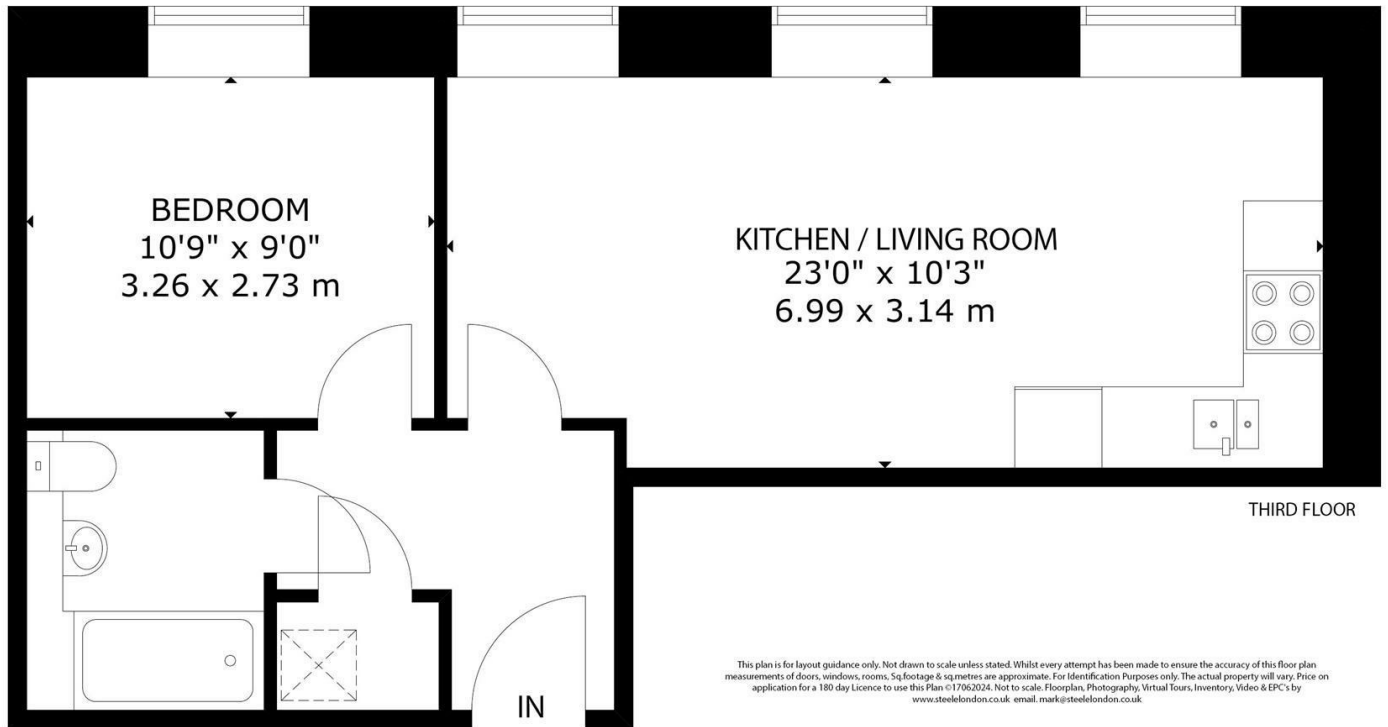 BEDROOM
10'9" x 9'0"
3.26 x 2.73 m
KITCHEN / LIVING ROOM
23'0" x 10'3"
6.99 x 3.14 m
THIRD FLOOR
IN
This plan is for layout guidance only. Not drawn to scale unless stated. Whilst every attempt has been made to ensure the accuracy of this floor plan
measurements of doors, windows, rooms, Sq.footage & sq.metres are approximate. For Identification Purposes only. The actual property will vary. Price on
application for a 180 day Licence to use this Plan ©17062024. Not to scale. Floorplan, Photography, Virtual Tours, Inventory, Video & EPC's by
www.steelelondon.co.uk email. mark@steelelondon.co.uk